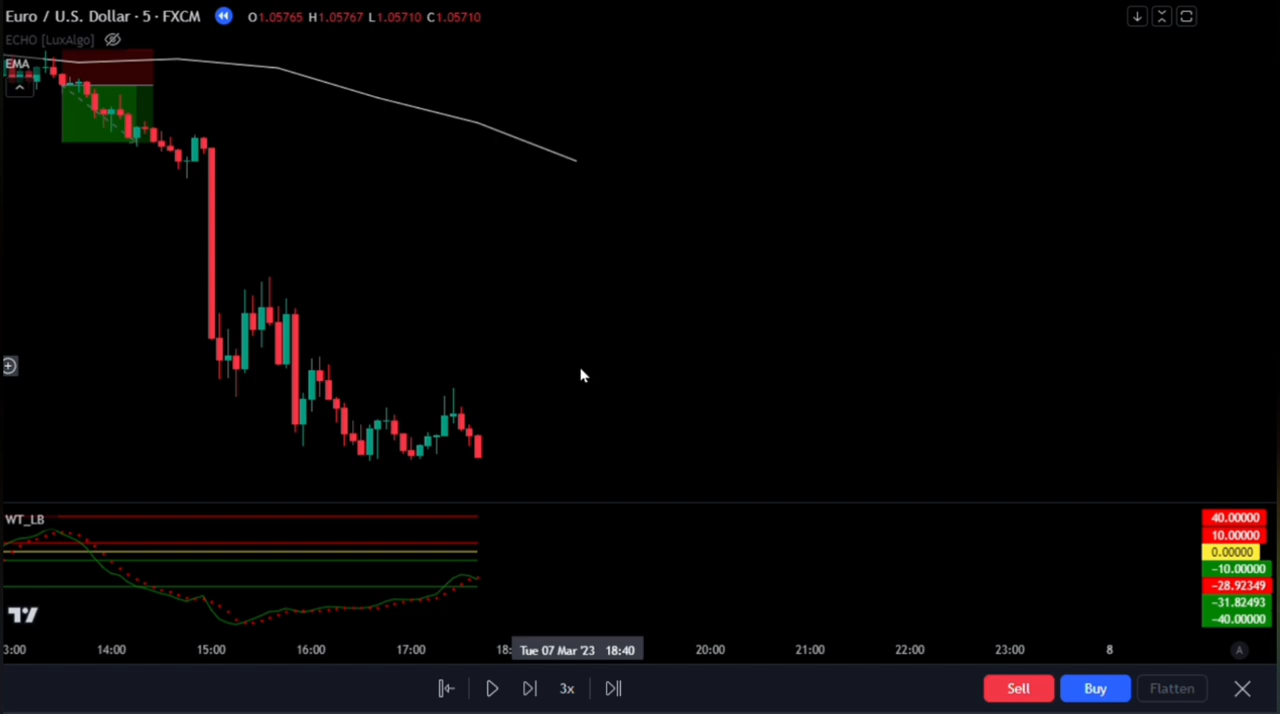 Euro / U.S. Dollar · 5 · FXCM O1.05765 H1.05767 L1.05710 C1.05710
ECHO [LuxAlgo]
EMA
WT_LB
40.00000
10.00000
0.00000
−10.00000
−28.92349
−31.82493
−40.00000
3:00 14:00 15:00 16:00 17:00 18: Tue 07 Mar '23 18:40 20:00 21:00 22:00 23:00 8 A
3x Sell Buy Flatten